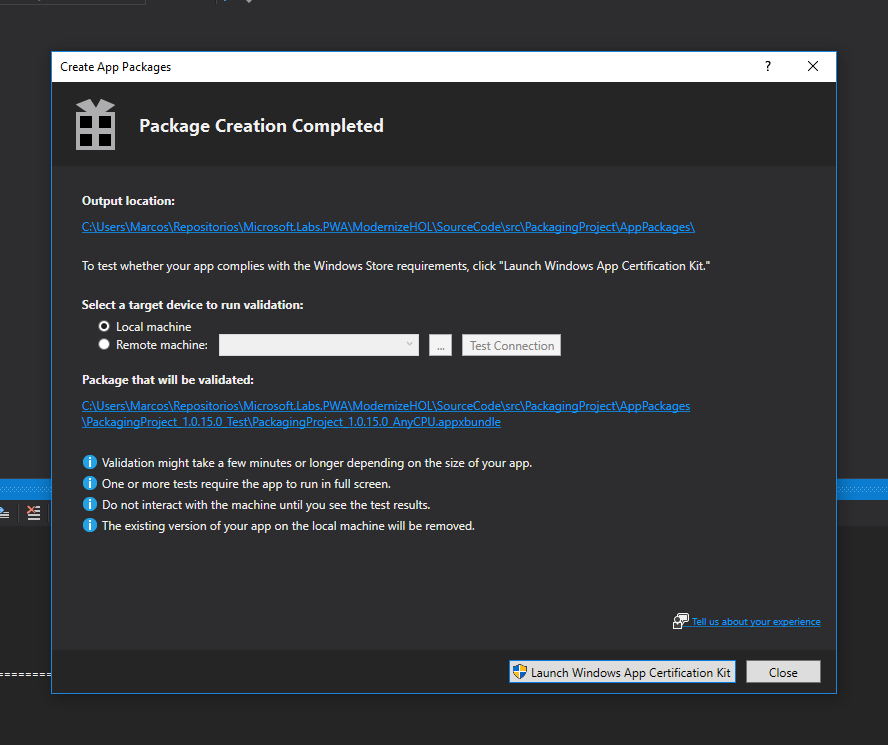 Create App Packages
?
Package Creation Completed
Output location:
C:\Users\Marcos\Repositorios\Microsoft.Labs.PWA\ModernizeHOL\SourceCode\src\PackagingProject\AppPackages\
To test whether your app complies with the Windows Store requirements, click "Launch Windows App Certification Kit."
Select a target device to run validation:
Local machine
Remote machine:
...
Test Connection
Package that will be validated:
C:\Users\Marcos\Repositorios\Microsoft.Labs.PWA\ModernizeHOL\SourceCode\src\PackagingProject\AppPackages
\PackagingProject_1.0.15.0_Test\PackagingProject_1.0.15.0_AnyCPU.appxbundle
Validation might take a few minutes or longer depending on the size of your app.
One or more tests require the app to run in full screen.
Do not interact with the machine until you see the test results.
The existing version of your app on the local machine will be removed.
Tell us about your experience
========
Launch Windows App Certification Kit
Close